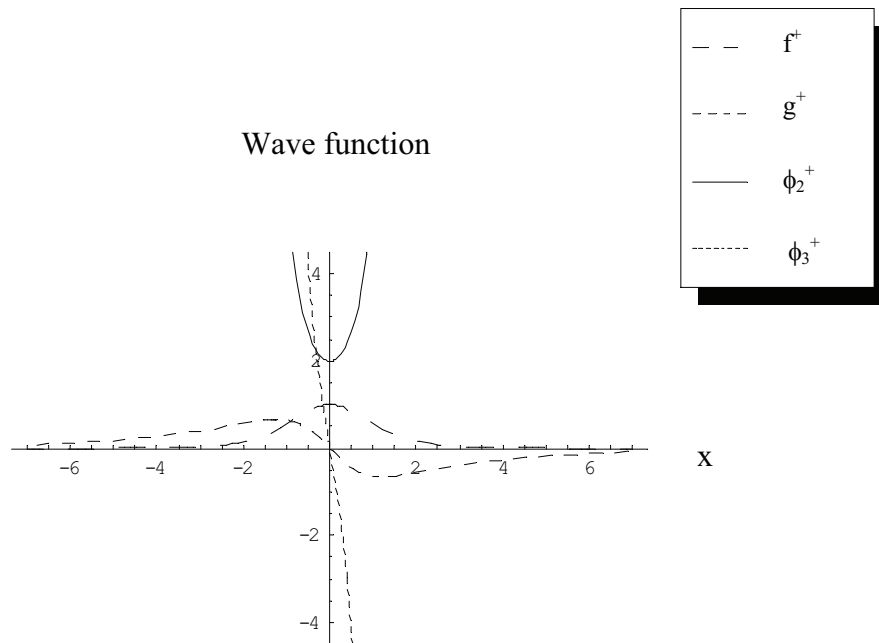 f⁺
g⁺
Wave function
ϕ₂⁺
ϕ₃⁺
4
2
-6 -4 -2 2 4 6
x
-2
-4